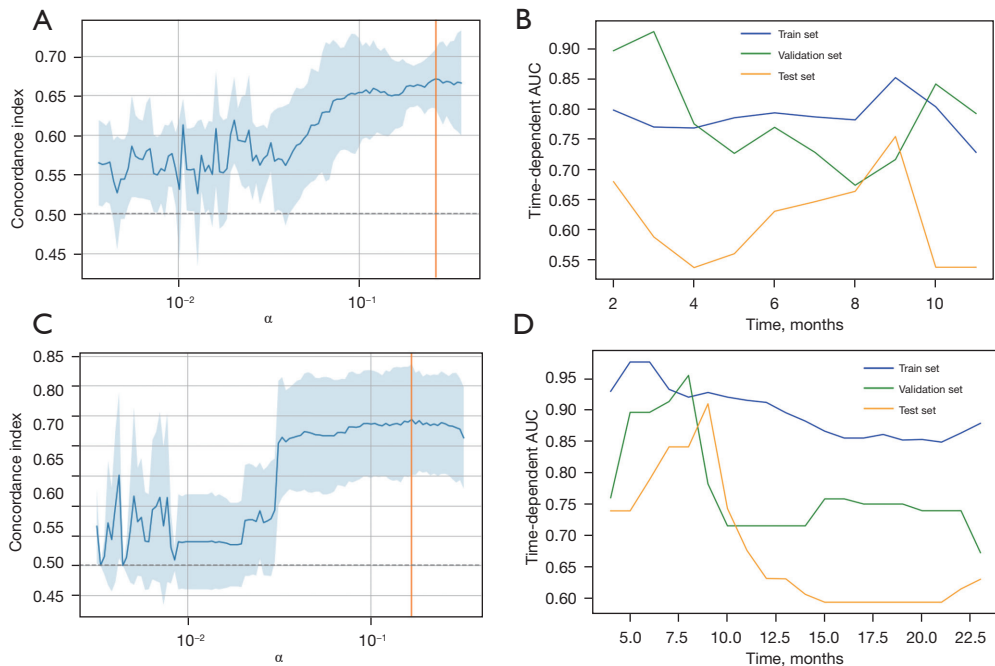 A
Concordance index
0.70
0.65
0.60
0.55
0.50
0.45
10⁻²
10⁻¹
α
B
Time-dependent AUC
0.90
0.85
0.80
0.75
0.70
0.65
0.60
0.55
Train set
Validation set
Test set
2
4
6
8
10
Time, months
C
Concordance index
0.85
0.80
0.70
0.65
0.60
0.55
0.50
0.45
10⁻²
10⁻¹
α
D
Time-dependent AUC
0.95
0.90
0.85
0.80
0.75
0.70
0.65
0.60
Train set
Validation set
Test set
5.0
7.5
10.0
12.5
15.0
17.5
20.0
22.5
Time, months